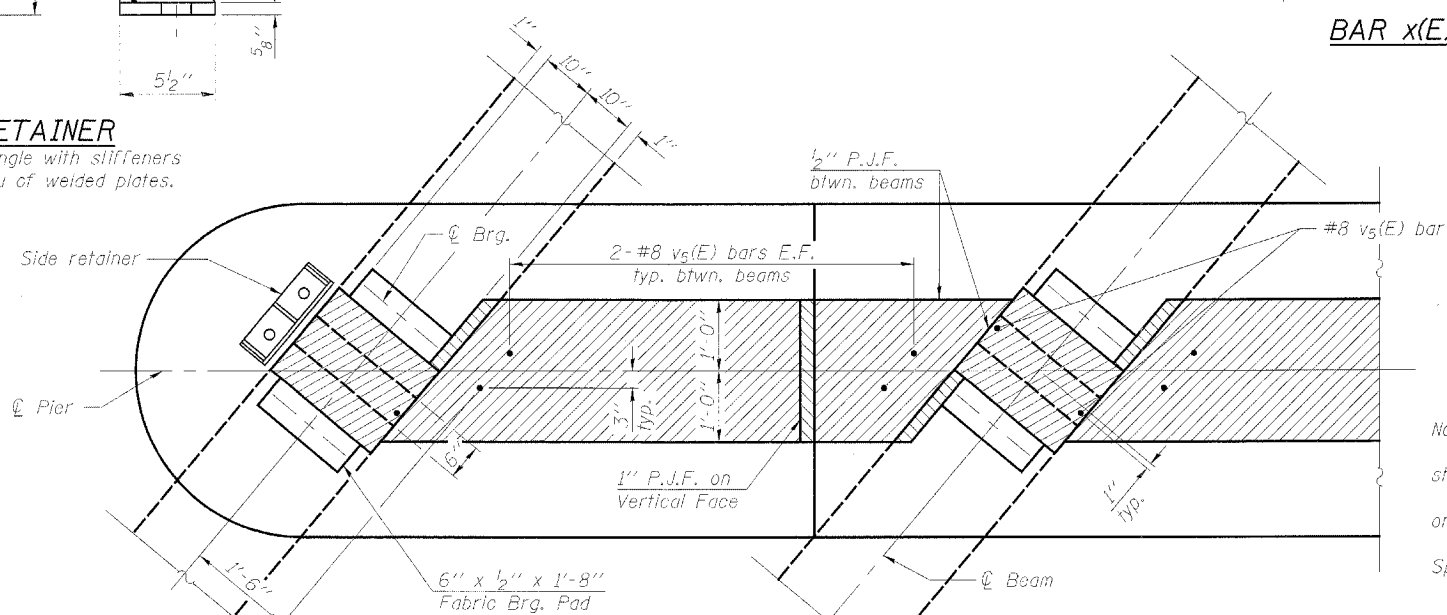 5 1/2"
5/8"
BAR x(E)
ETAINER
ngle with stiffeners
u of welded plates.
1"
10"
10"
1"
1/2" P.J.F.
btwn. beams
Side retainer
℄ Brg.
2-#8 v5(E) bars E.F.
typ. btwn. beams
#8 v5(E) bar
1'-0"
1'-0"
3"
typ.
℄ Pier
6"
1" P.J.F. on
Vertical Face
1"
typ.
1'-6"
6" x 1/2" x 1'-8"
Fabric Brg. Pad
℄ Beam
No
sh
or
Sp